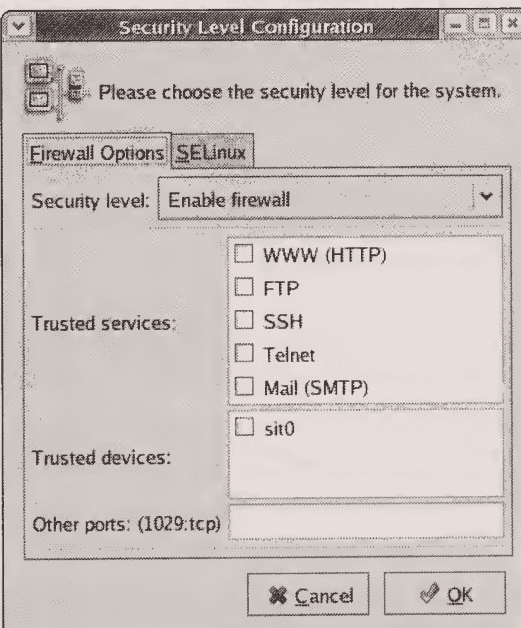 Security Level Configuration
Please choose the security level for the system.
Firewall Options
SELinux
Security level: Enable firewall
Trusted services:
WWW (HTTP)
FTP
SSH
Telnet
Mail (SMTP)
Trusted devices:
sit0
Other ports: (1029:tcp)
Cancel
OK